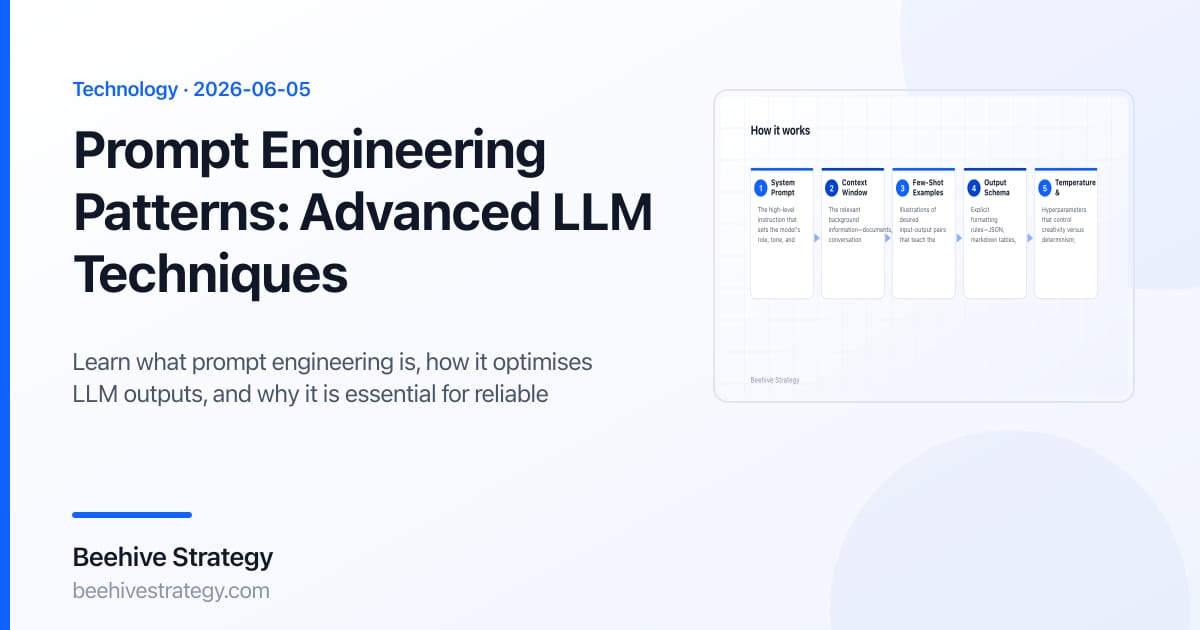 Technology · 2026-06-05
Prompt Engineering
Patterns: Advanced LLM
Techniques
Learn what prompt engineering is, how it optimises
LLM outputs, and why it is essential for reliable
Beehive Strategy
beehivestrategy.com
How it works
1 System
Prompt
The high-level
instruction that
sets the model's
role, tone, and
2 Context
Window
The relevant
background
information—documents,
conversation
3 Few-Shot
Examples
Illustrations of
desired
input-output pairs
that teach the
4 Output
Schema
Explicit
formatting
rules—JSON,
markdown tables,
5 Temperature
&
Hyperparameters
that control
creativity versus
determinism;
Beehive Strategy